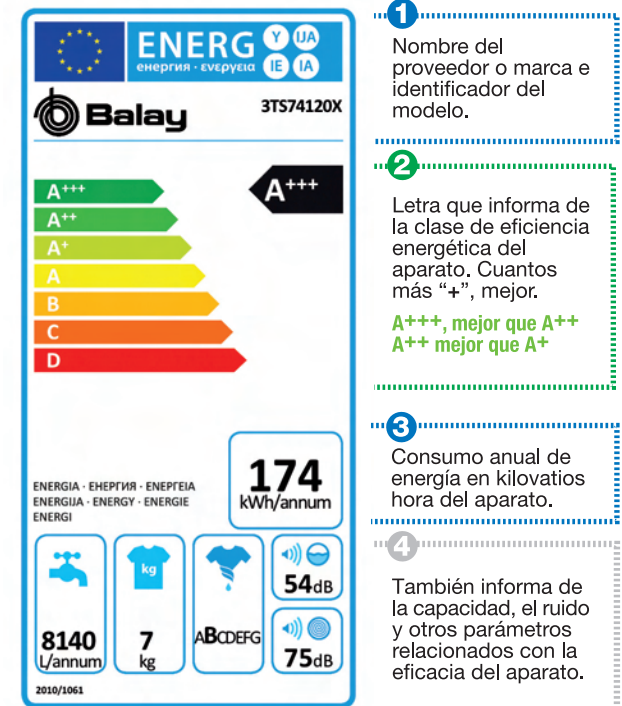 ENERG Y IJA
енергия · ενεργεια IE IA
Balay 3TS74120X
A+++
A++
A+
A
B
C
D
A+++
ENERGIA · ЕНЕРГИЯ · ΕΝΕΡΓΕΙΑ
ENERGIJA · ENERGY · ENERGIE
ENERGI
174
kWh/annum
8140
L/annum
kg
7
kg
ABCDEFG
54dB
75dB
2010/1061
1
Nombre del
proveedor o marca e
identificador del
modelo.
2
Letra que informa de
la clase de eficiencia
energética del
aparato. Cuantos
más “+”, mejor.
A+++, mejor que A++
A++ mejor que A+
3
Consumo anual de
energía en kilovatios
hora del aparato.
4
También informa de
la capacidad, el ruido
y otros parámetros
relacionados con la
eficacia del aparato.